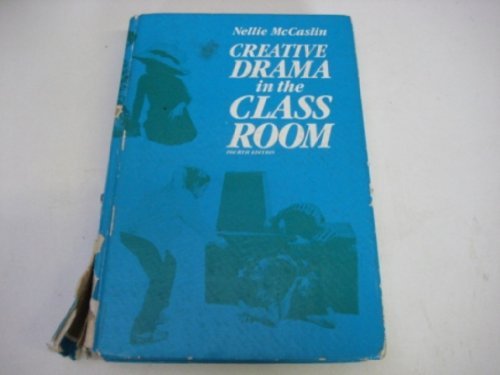 Nellie McCaslin
CREATIVE
DRAMA
in the
CLASS
ROOM
FOURTH EDITION